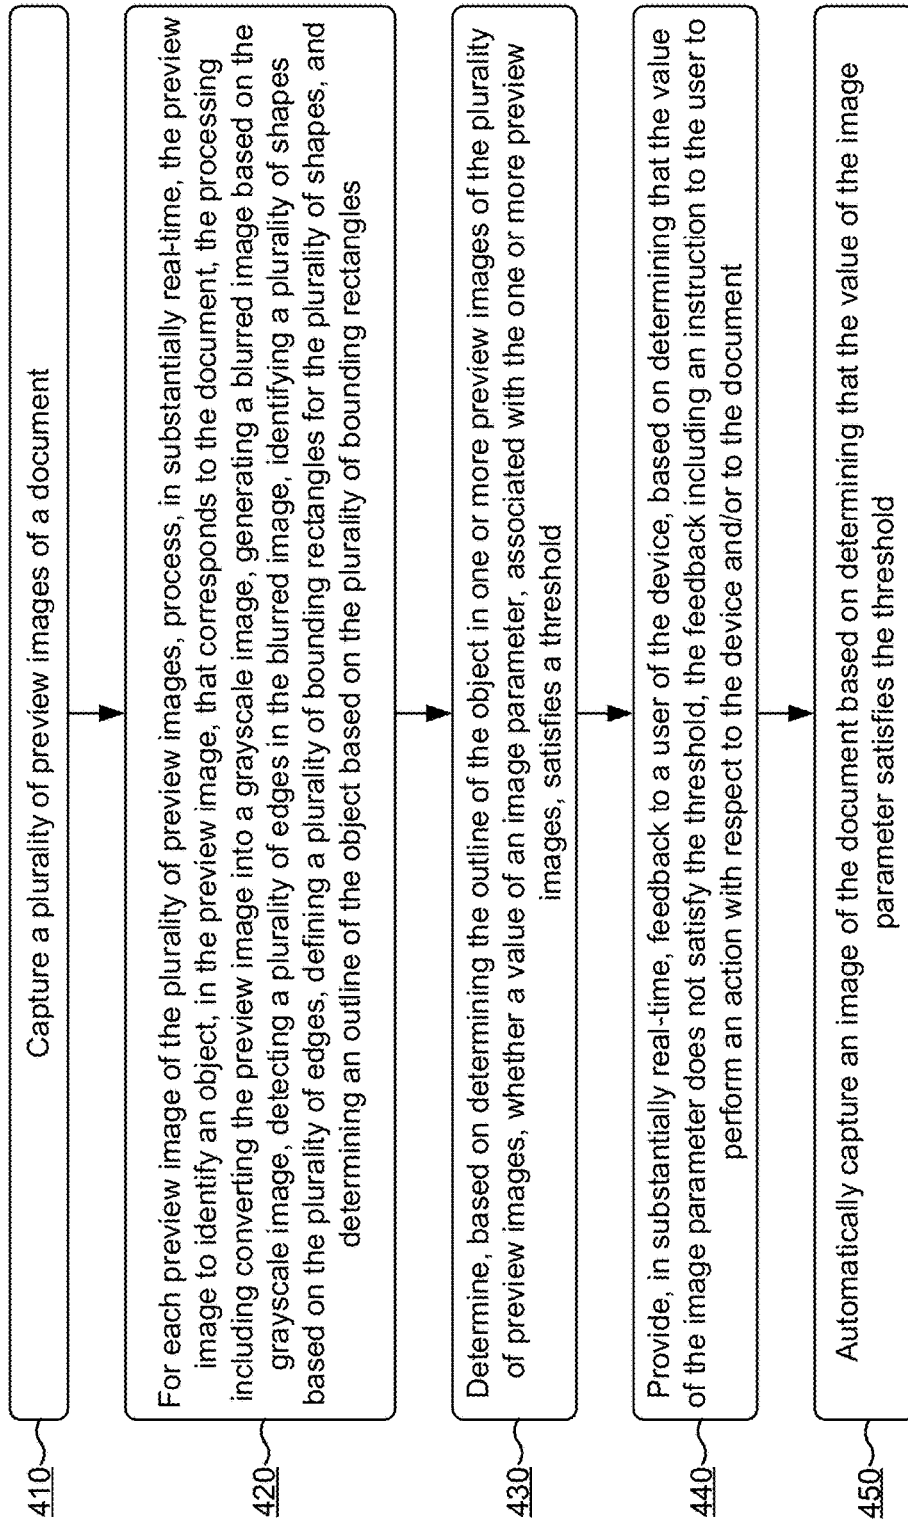 410
Capture a plurality of preview images of a document
420
For each preview image of the plurality of preview images, process, in substantially real-time, the preview
image to identify an object, in the preview image, that corresponds to the document, the processing
including converting the preview image into a grayscale image, generating a blurred image based on the
grayscale image, detecting a plurality of edges in the blurred image, identifying a plurality of shapes
based on the plurality of edges, defining a plurality of bounding rectangles for the plurality of shapes, and
determining an outline of the object based on the plurality of bounding rectangles
430
Determine, based on determining the outline of the object in one or more preview images of the plurality
of preview images, whether a value of an image parameter, associated with the one or more preview
images, satisfies a threshold
440
Provide, in substantially real-time, feedback to a user of the device, based on determining that the value
of the image parameter does not satisfy the threshold, the feedback including an instruction to the user to
perform an action with respect to the device and/or to the document
450
Automatically capture an image of the document based on determining that the value of the image
parameter satisfies the threshold